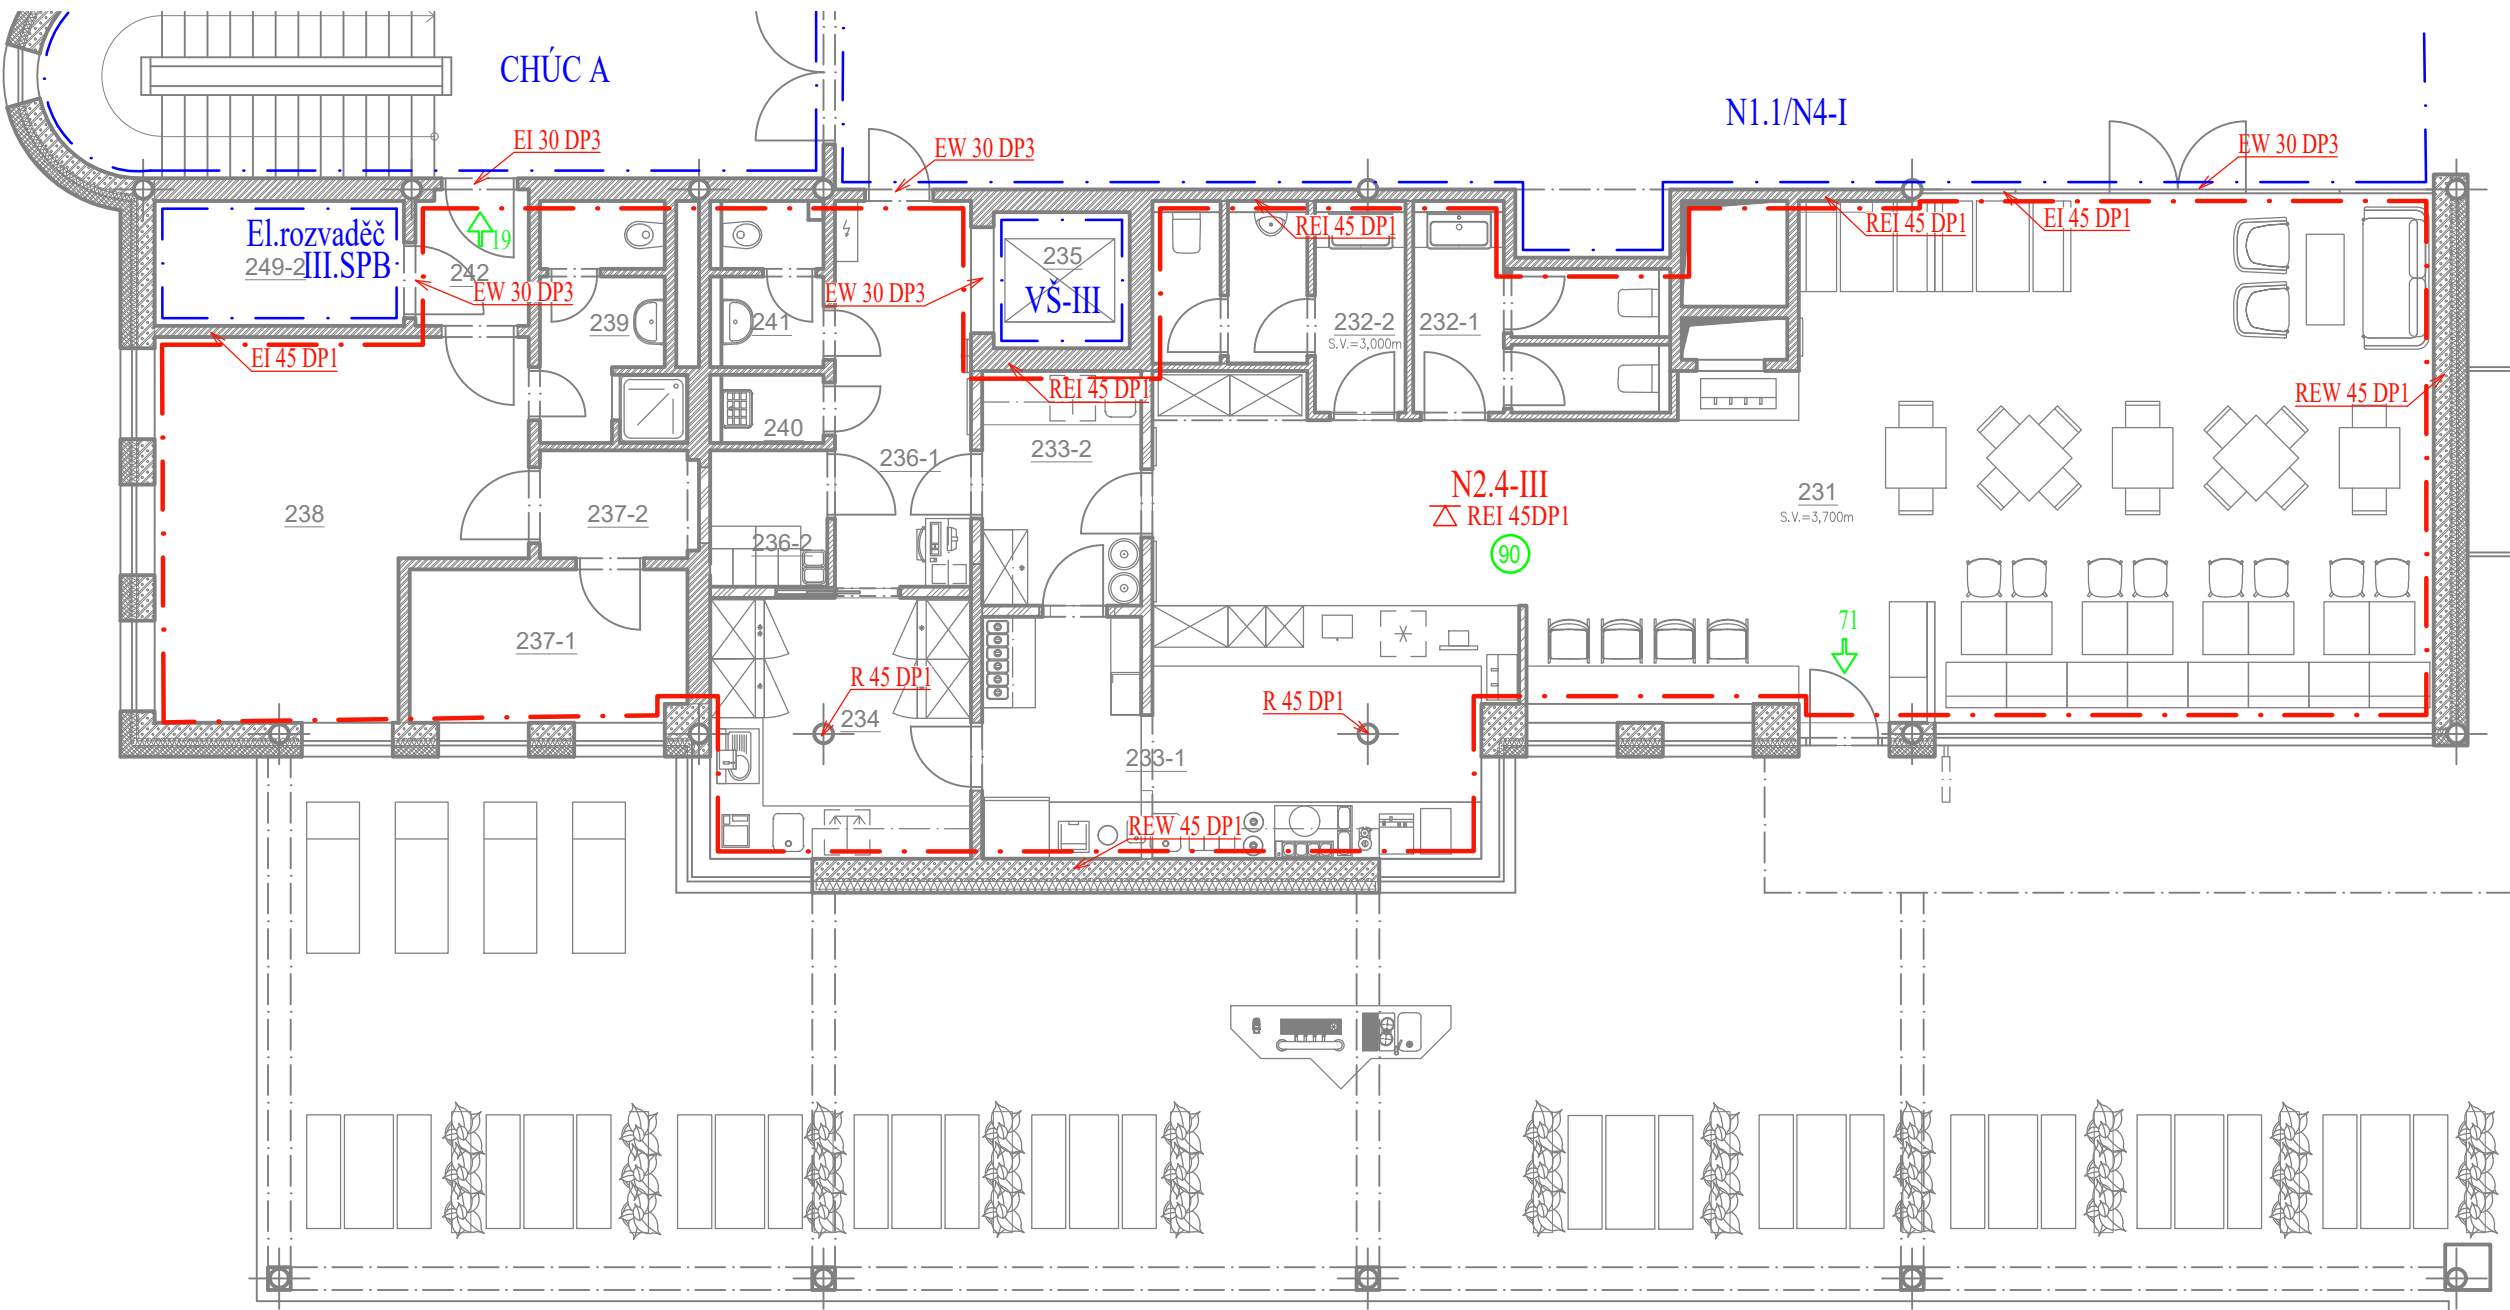 CHÚC A
N1.1/N4-I
EI 30 DP3
EW 30 DP3
EW 30 DP3
El.rozvaděč
III.SPB
249-2
19
242
EW 30 DP3
EI 45 DP1
239
241
240
EW 30 DP3
235
VŠ-III
REI 45 DP1
REI 45 DP1
232-2
S.V.=3,000m
232-1
REI 45 DP1
EI 45 DP1
REW 45 DP1
233-2
236-1
238
237-2
236-2
237-1
N2.4-III
REI 45DP1
90
231
S.V.=3,700m
71
R 45 DP1
234
R 45 DP1
233-1
REW 45 DP1